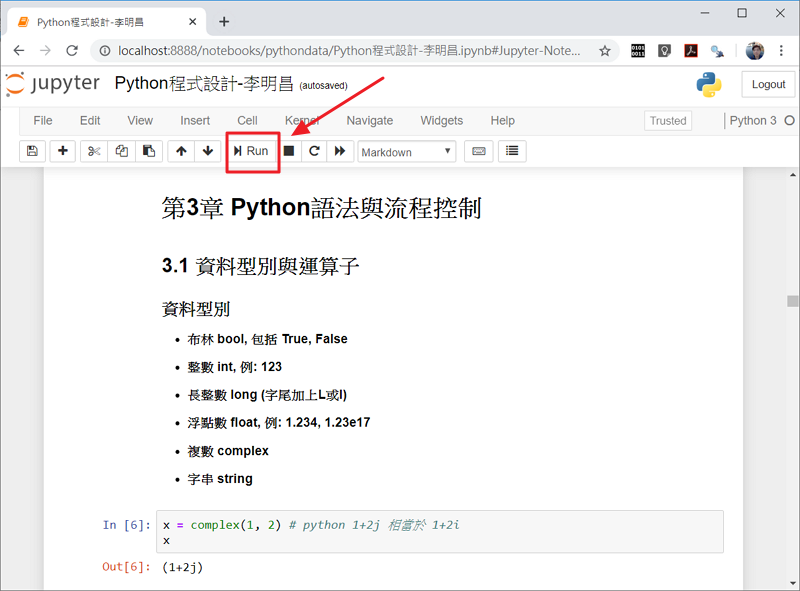 Python程式設計-李明昌
localhost:8888/notebooks/pythondata/Python程式設計-李明昌.ipynb#Jupyter-Note...
jupyter Python程式設計-李明昌 (autosaved) Logout
File Edit View Insert Cell Kernel Navigate Widgets Help Trusted Python 3
Run Markdown
第3章 Python語法與流程控制
3.1 資料型別與運算子
資料型別
布林 bool, 包括 True, False
整數 int, 例: 123
長整數 long (字尾加上L或l)
浮點數 float, 例: 1.234, 1.23e17
複數 complex
字串 string
In [6]: x = complex(1, 2) # python 1+2j 相當於 1+2i
x
Out[6]: (1+2j)